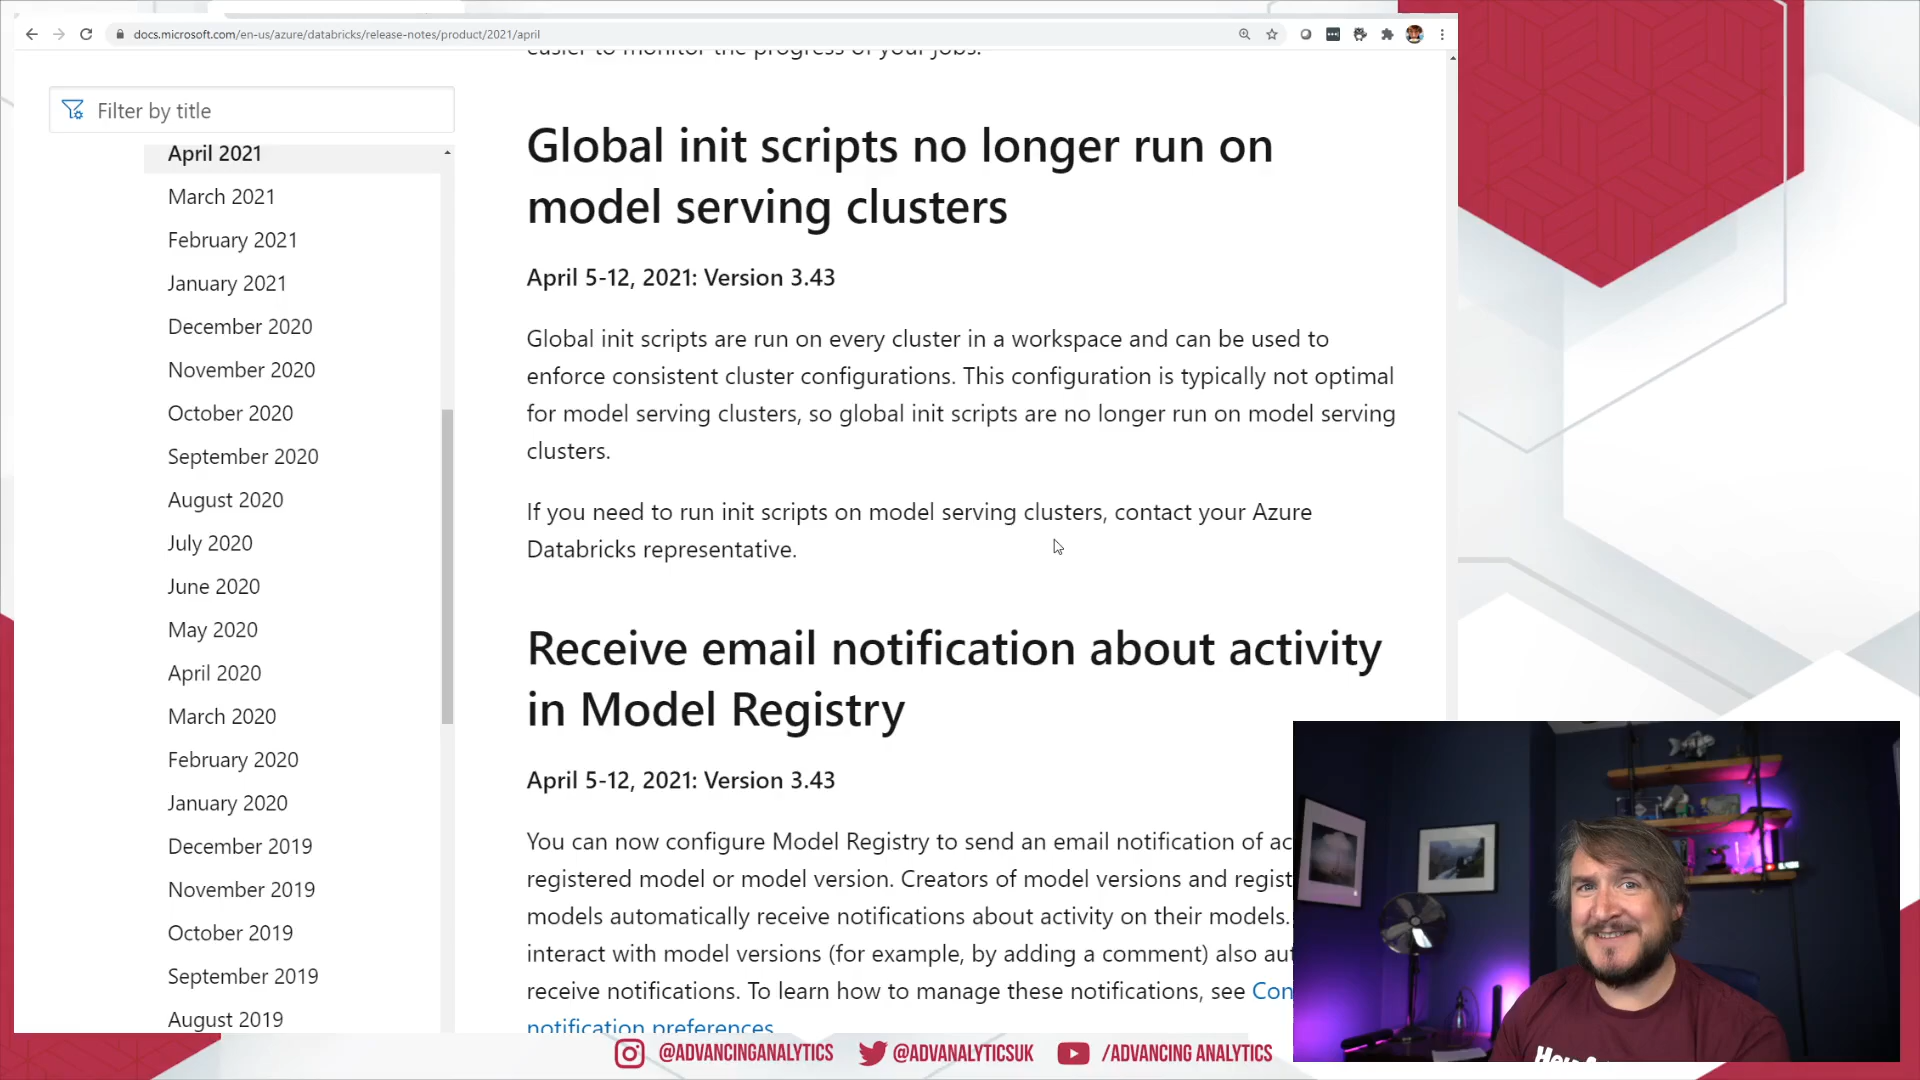 docs.microsoft.com/en-us/azure/databricks/release-notes/product/2021/april
Filter by title
April 2021
March 2021
February 2021
January 2021
December 2020
November 2020
October 2020
September 2020
August 2020
July 2020
June 2020
May 2020
April 2020
March 2020
February 2020
January 2020
December 2019
November 2019
October 2019
September 2019
August 2019
easier to monitor the progress of your jobs.
Global init scripts no longer run on
model serving clusters
April 5-12, 2021: Version 3.43
Global init scripts are run on every cluster in a workspace and can be used to
enforce consistent cluster configurations. This configuration is typically not optimal
for model serving clusters, so global init scripts are no longer run on model serving
clusters.
If you need to run init scripts on model serving clusters, contact your Azure
Databricks representative.
Receive email notification about activity
in Model Registry
April 5-12, 2021: Version 3.43
You can now configure Model Registry to send an email notification of ac
registered model or model version. Creators of model versions and regist
models automatically receive notifications about activity on their models.
interact with model versions (for example, by adding a comment) also aut
receive notifications. To learn how to manage these notifications, see Con
notification preferences
@ADVANCINGANALYTICS
@ADVANALYTICSUK
/ADVANCING ANALYTICS